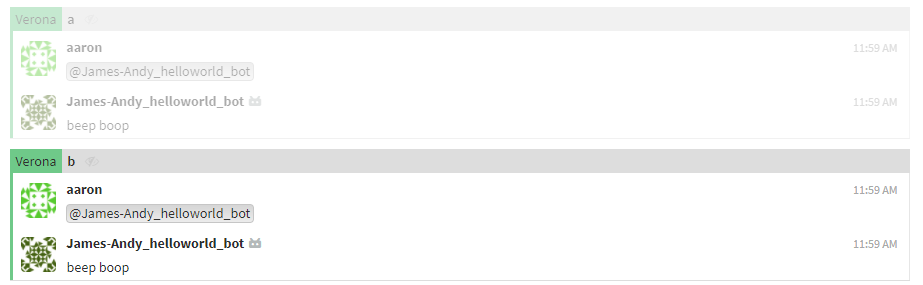 Verona a
aaron 11:59 AM
@James-Andy_helloworld_bot
James-Andy_helloworld_bot 11:59 AM
beep boop
Verona b
aaron 11:59 AM
@James-Andy_helloworld_bot
James-Andy_helloworld_bot 11:59 AM
beep boop